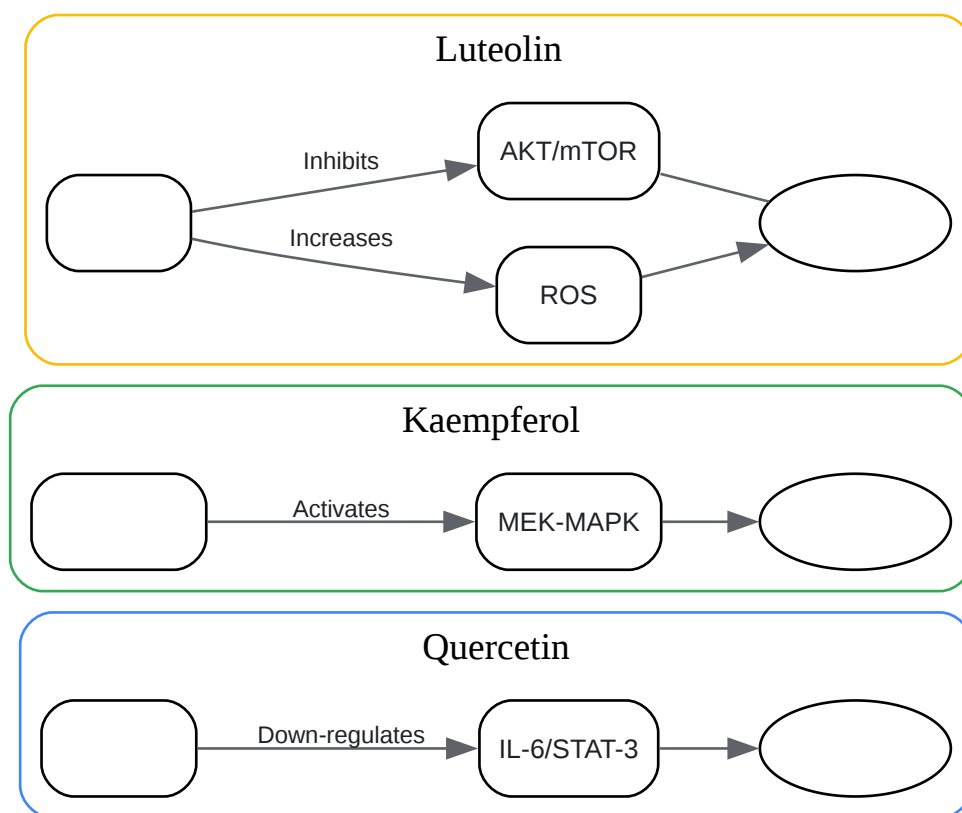 Luteolin
Inhibits
AKT/mTOR
Increases
ROS
Kaempferol
Activates
MEK-MAPK
Quercetin
Down-regulates
IL-6/STAT-3